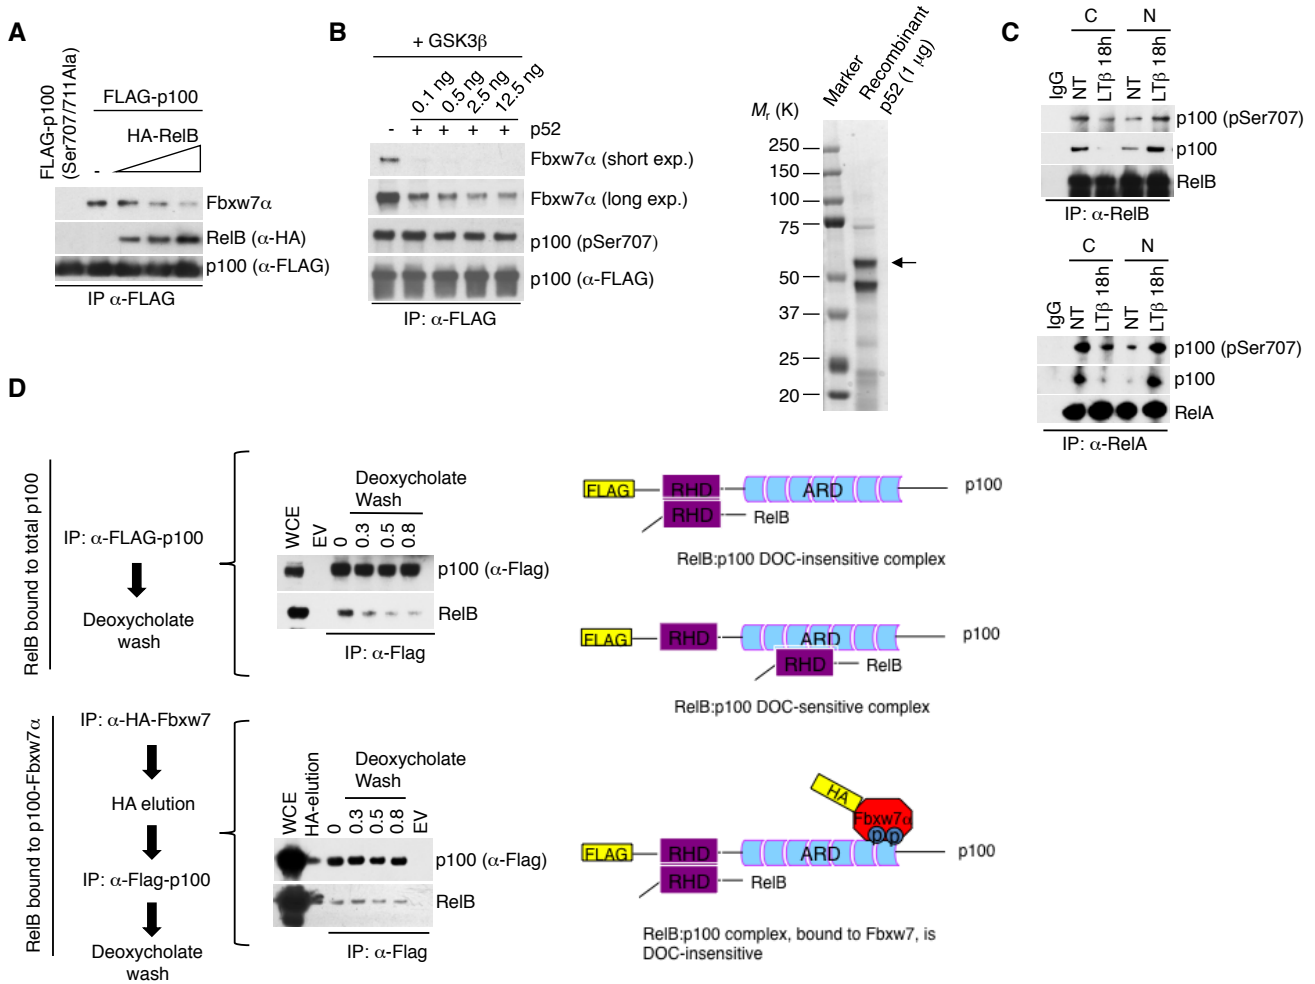 A
FLAG-p100
(Ser707/711Ala)
FLAG-p100
HA-RelB
-
Fbxw7α
RelB (α-HA)
p100 (α-FLAG)
IP α-FLAG
B
+ GSK3β
0.1 ng
0.5 ng
2.5 ng
12.5 ng
- + + + + p52
Fbxw7α (short exp.)
Fbxw7α (long exp.)
p100 (pSer707)
p100 (α-FLAG)
IP: α-FLAG
Marker
Recombinant
p52 (1 μg)
Mr (K)
250
150
100
75
50
37
25
20
C
C N
IgG
NT
LTβ 18h
NT
LTβ 18h
p100 (pSer707)
p100
RelB
IP: α-RelB
C N
IgG
NT
LTβ 18h
NT
LTβ 18h
p100 (pSer707)
p100
RelA
IP: α-RelA
D
RelB bound to total p100
IP: α-FLAG-p100
Deoxycholate
wash
Deoxycholate
Wash
WCE
EV
0
0.3
0.5
0.8
p100 (α-Flag)
RelB
IP: α-Flag
FLAG RHD ARD p100
RHD RelB
RelB:p100 DOC-insensitive complex
FLAG RHD ARD p100
RHD RelB
RelB:p100 DOC-sensitive complex
RelB bound to p100-Fbxw7α
IP: α-HA-Fbxw7
HA elution
IP: α-Flag-p100
Deoxycholate
wash
Deoxycholate
Wash
WCE
HA-elution
0
0.3
0.5
0.8
EV
p100 (α-Flag)
RelB
IP: α-Flag
HA
Fbxw7α
p p
FLAG RHD ARD p100
RHD RelB
RelB:p100 complex, bound to Fbxw7, is
DOC-insensitive